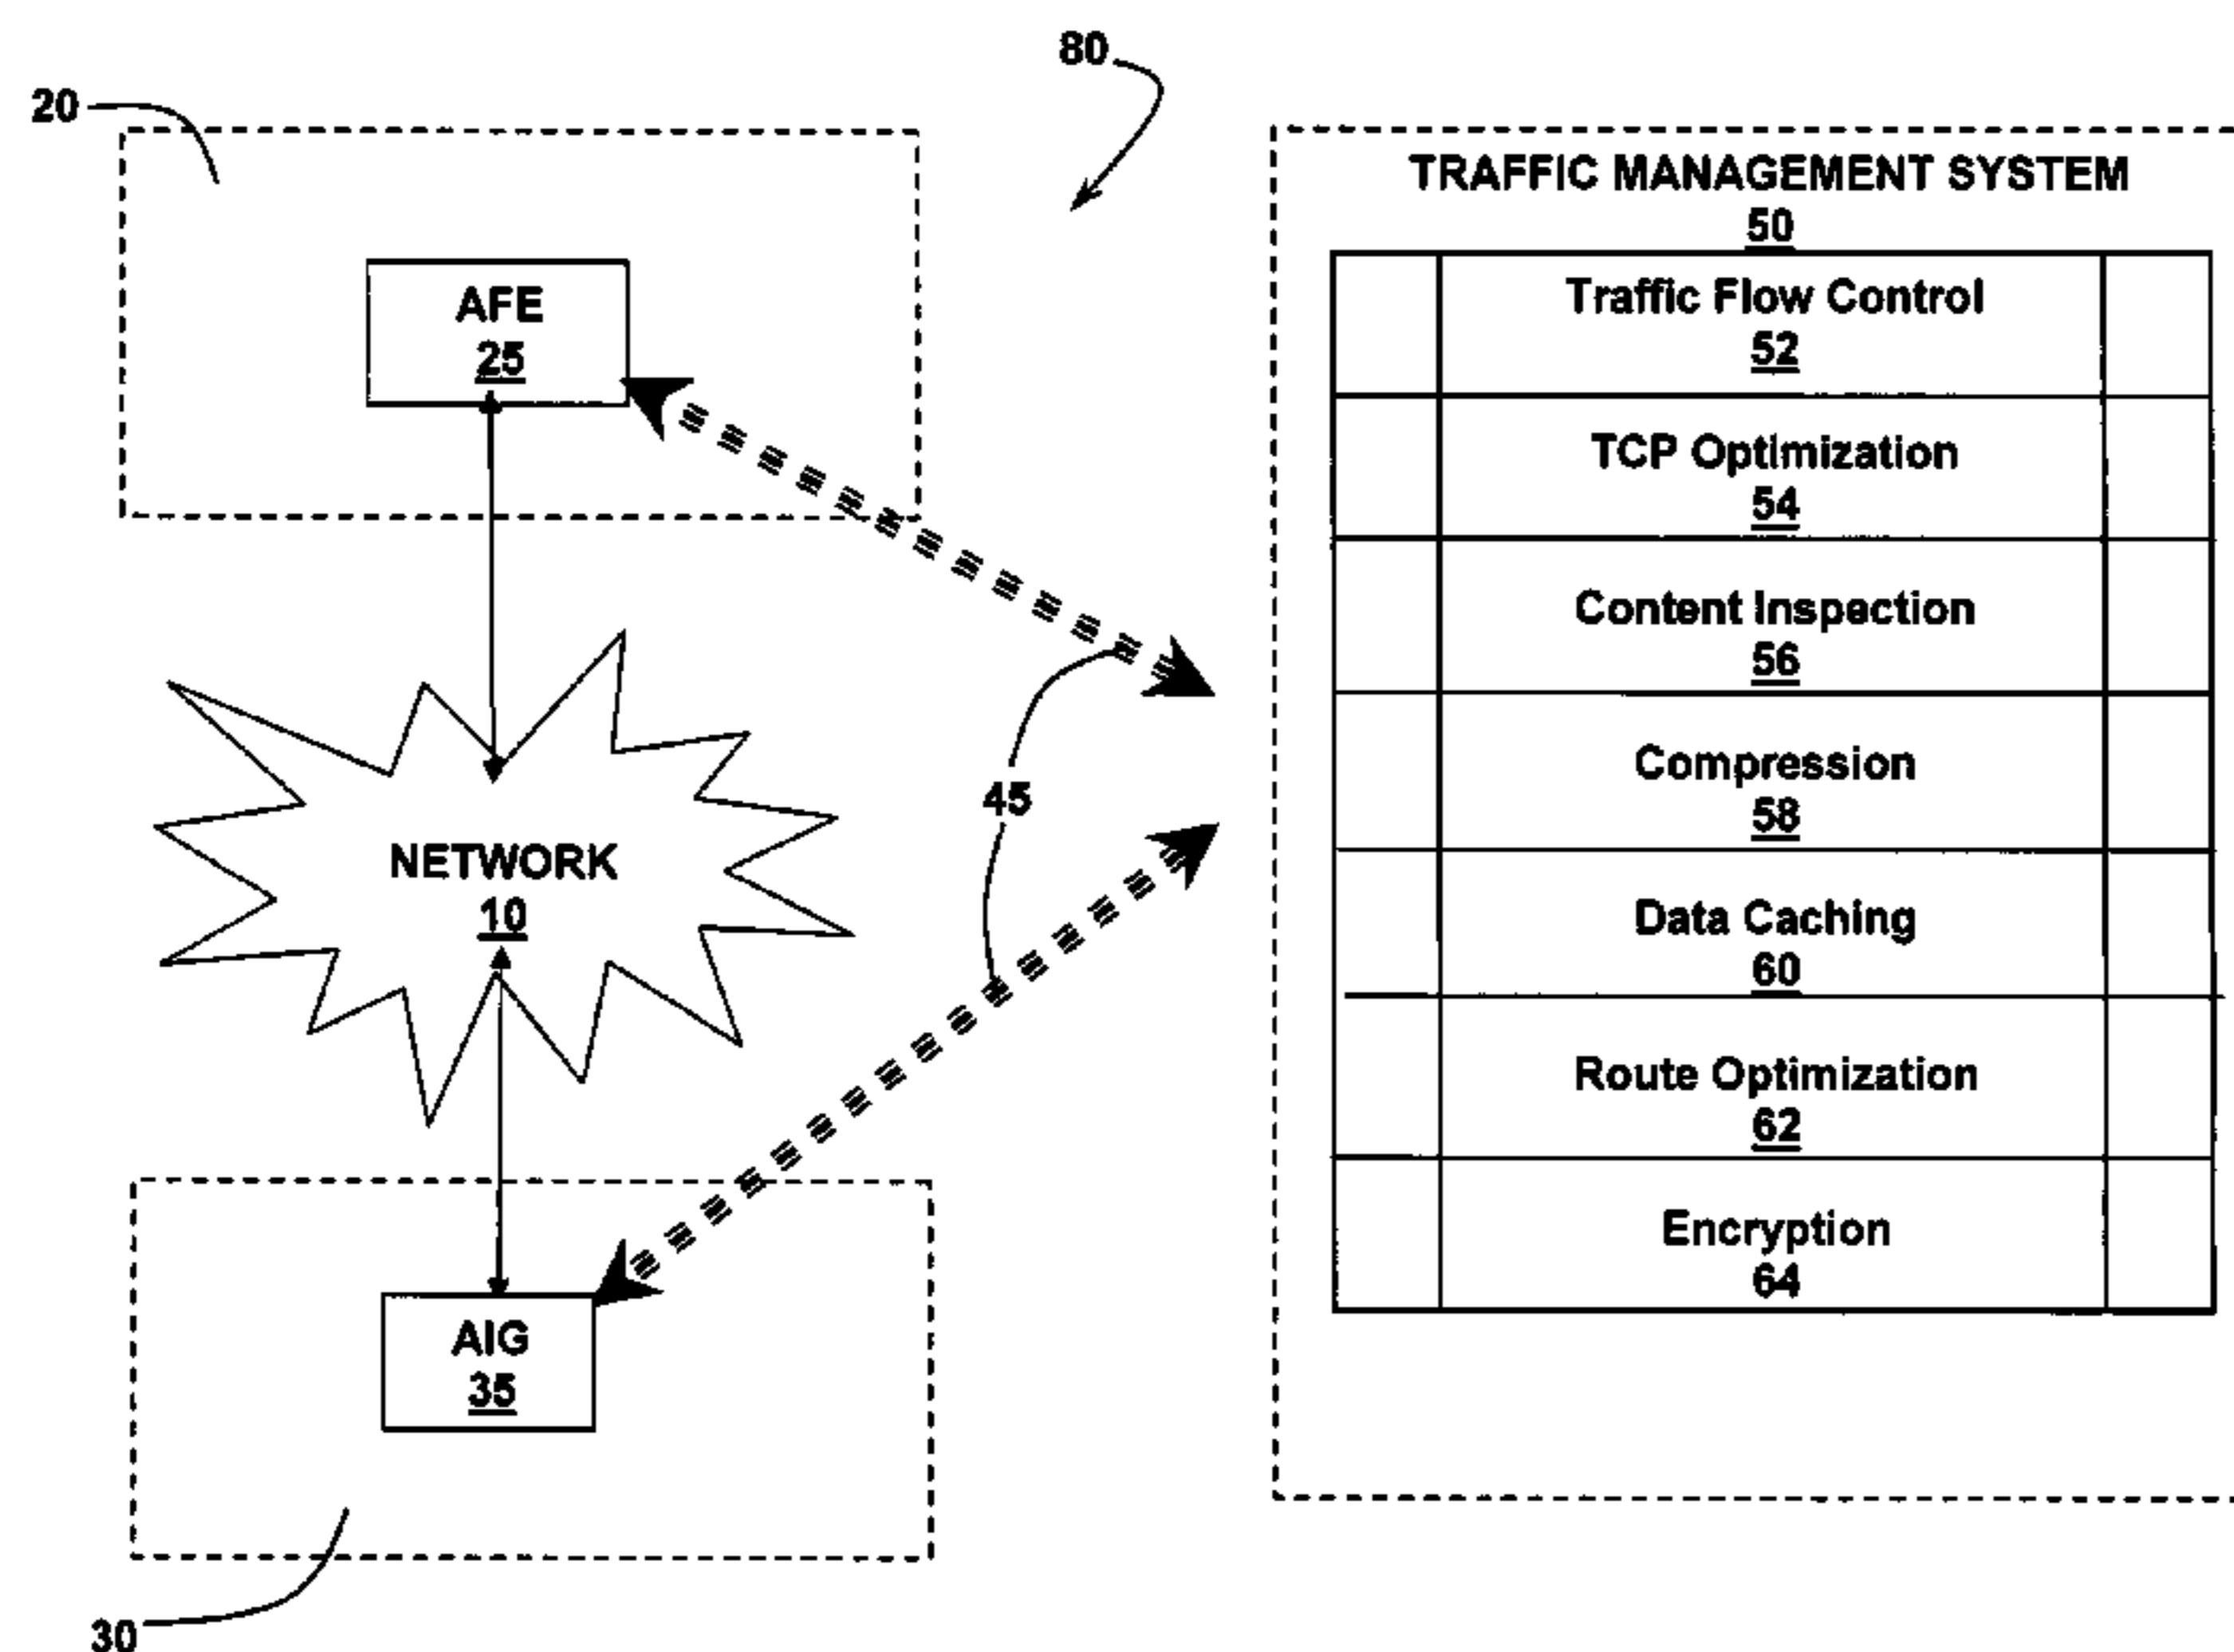 80
20
AFE
25
NETWORK
10
45
AIG
35
30
TRAFFIC MANAGEMENT SYSTEM
50
Traffic Flow Control
52
TCP Optimization
54
Content Inspection
56
Compression
58
Data Caching
60
Route Optimization
62
Encryption
64